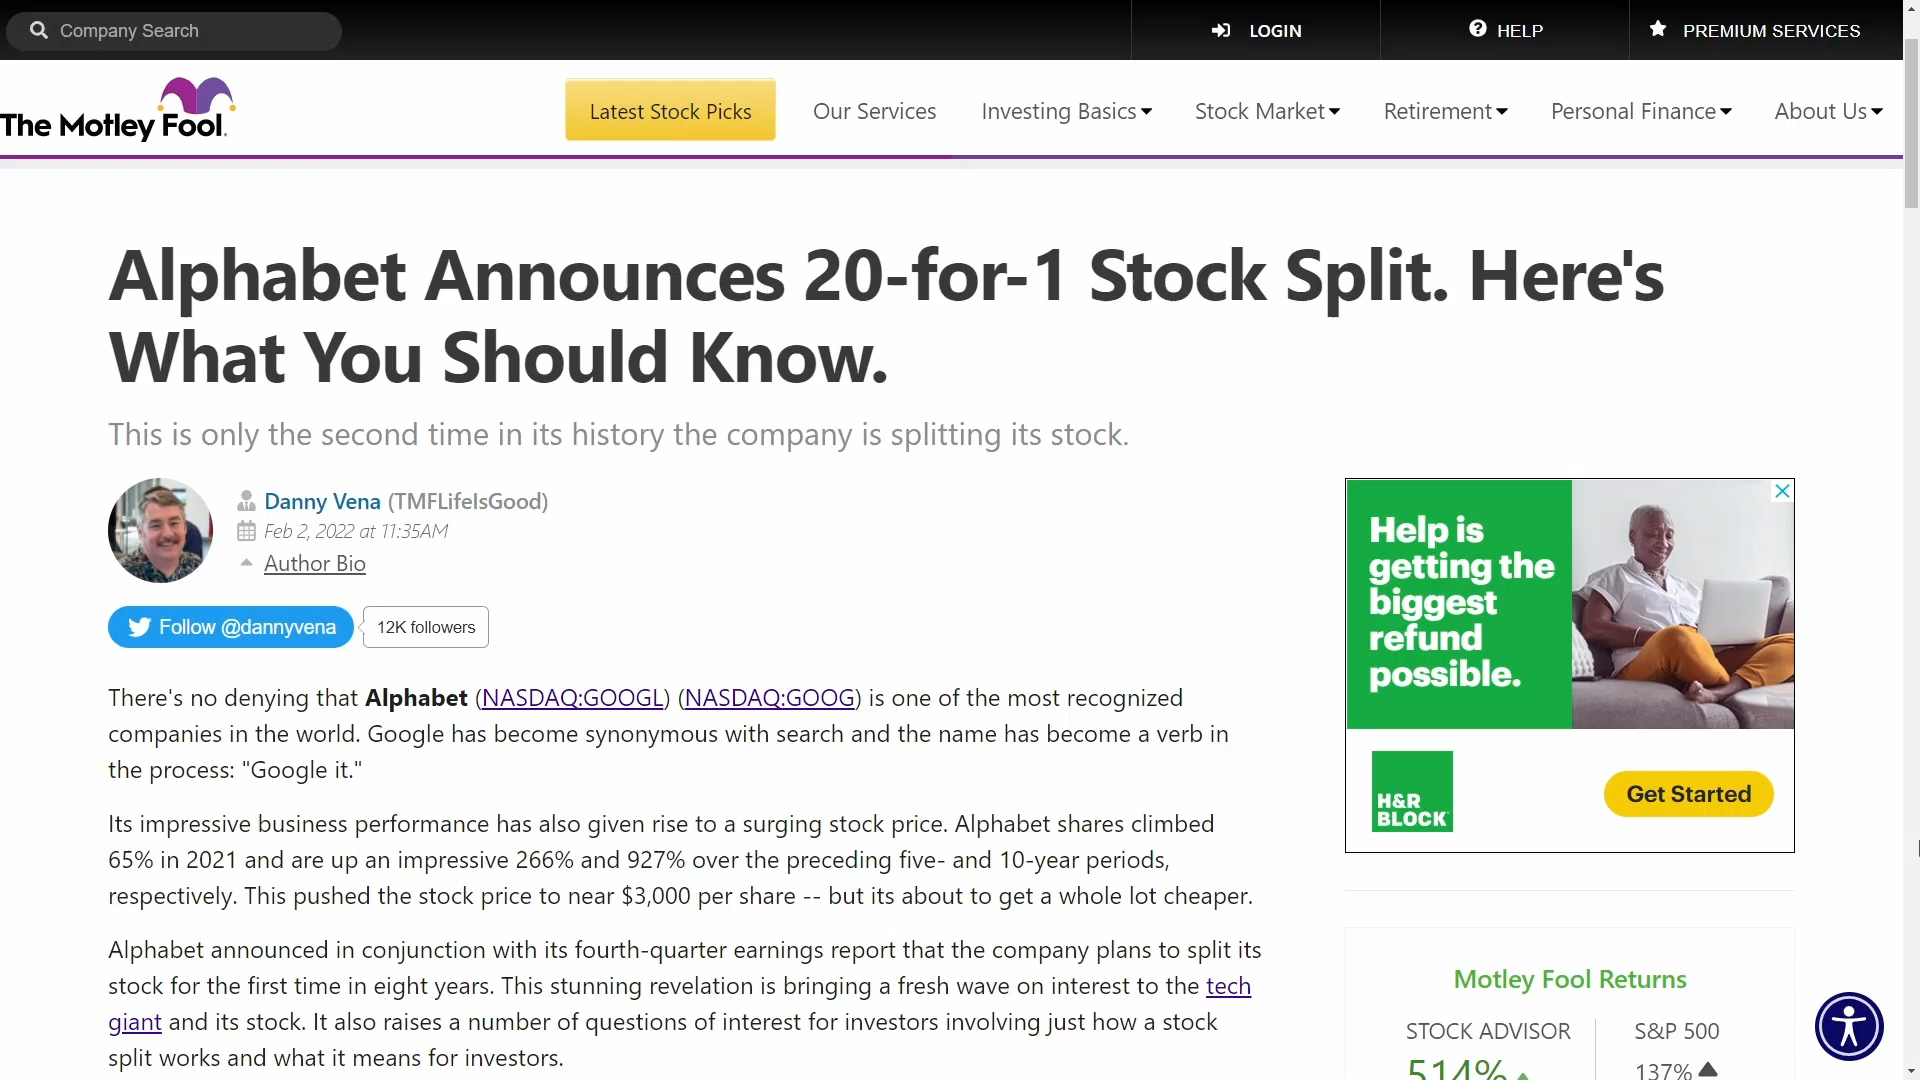 Company Search
LOGIN
HELP
PREMIUM SERVICES
The Motley Fool.
Latest Stock Picks
Our Services
Investing Basics
Stock Market
Retirement
Personal Finance
About Us
Alphabet Announces 20-for-1 Stock Split. Here's
What You Should Know.
This is only the second time in its history the company is splitting its stock.
Danny Vena (TMFLifeIsGood)
Feb 2, 2022 at 11:35AM
Author Bio
Follow @dannyvena
12K followers
There's no denying that Alphabet (NASDAQ:GOOGL) (NASDAQ:GOOG) is one of the most recognized
companies in the world. Google has become synonymous with search and the name has become a verb in
the process: "Google it."
Its impressive business performance has also given rise to a surging stock price. Alphabet shares climbed
65% in 2021 and are up an impressive 266% and 927% over the preceding five- and 10-year periods,
respectively. This pushed the stock price to near $3,000 per share -- but its about to get a whole lot cheaper.
Alphabet announced in conjunction with its fourth-quarter earnings report that the company plans to split its
stock for the first time in eight years. This stunning revelation is bringing a fresh wave on interest to the tech
giant and its stock. It also raises a number of questions of interest for investors involving just how a stock
split works and what it means for investors.
Help is
getting the
biggest
refund
possible.
H&R
BLOCK
Get Started
Motley Fool Returns
STOCK ADVISOR
S&P 500
514%
137%